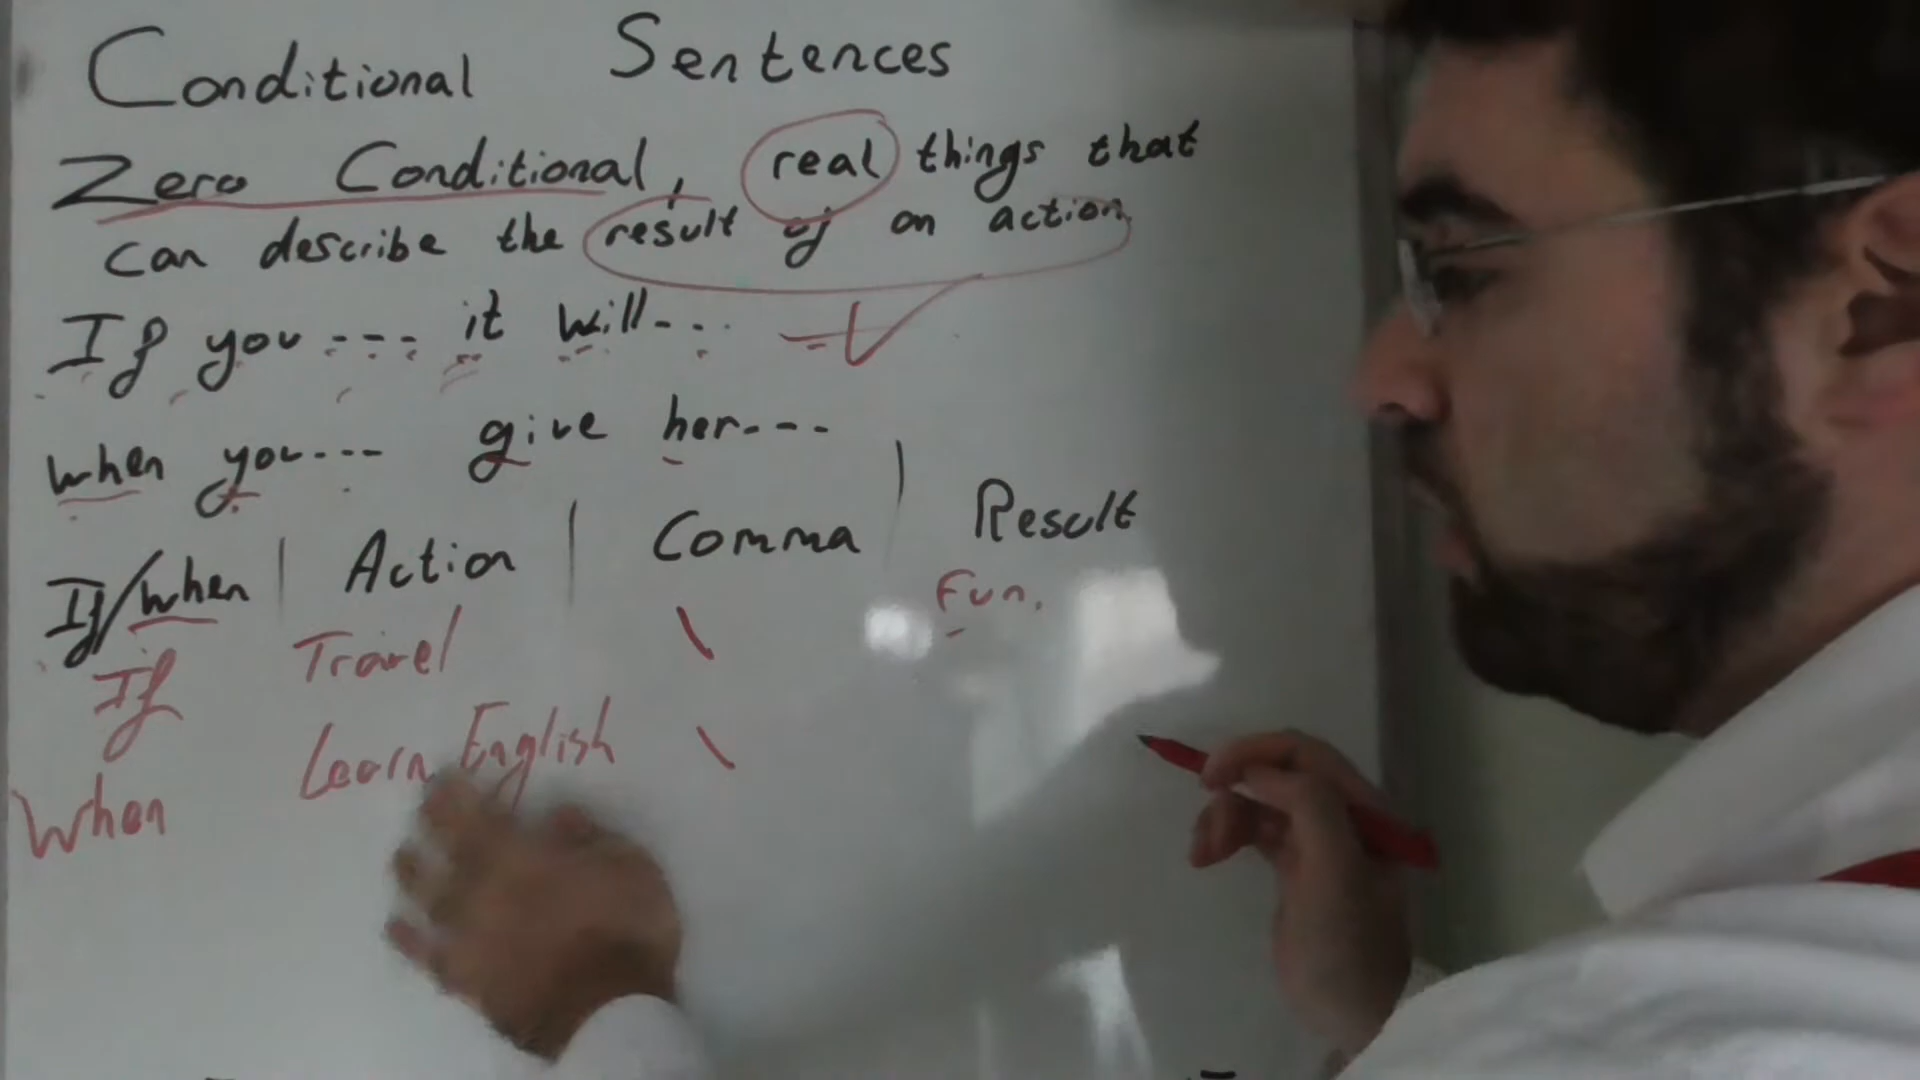 Conditional Sentences
Zero Conditional, real things that
can describe the result of an action
If you --- it will---
when you--- give her---
If/when | Action | Comma | Result
If Travel \ Fun.
When Learn English \